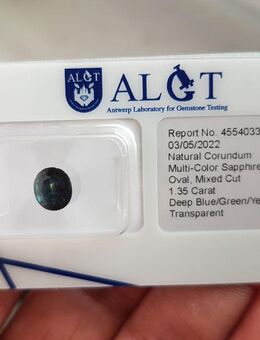 ALGT
ALGT
Antwerp Laboratory for Gemstone Testing
Report No. 4554033
03/05/2022
Natural Corundum
Multi-Color Sapphire
Oval, Mixed Cut
1.35 Carat
Deep Blue/Green/Ye
Transparent